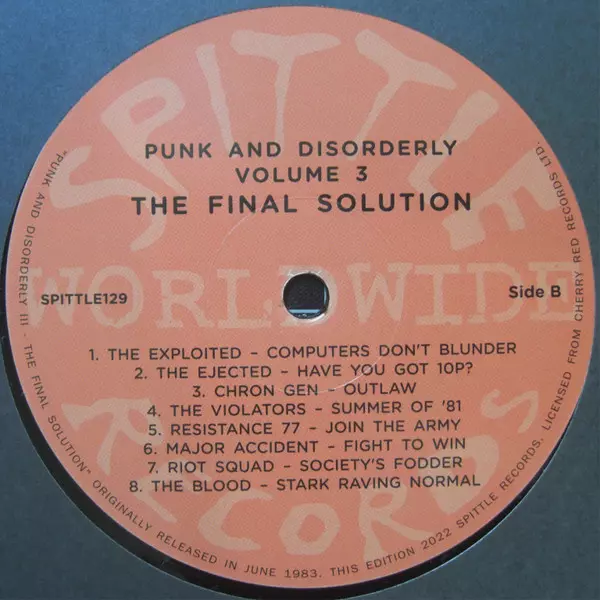 SPITTLE
WORLDWIDE
RECORDS
PUNK AND DISORDERLY
VOLUME 3
THE FINAL SOLUTION
SPITTLE129
Side B
1. THE EXPLOITED – COMPUTERS DON'T BLUNDER
2. THE EJECTED – HAVE YOU GOT 10P?
3. CHRON GEN – OUTLAW
4. THE VIOLATORS – SUMMER OF '81
5. RESISTANCE 77 – JOIN THE ARMY
6. MAJOR ACCIDENT – FIGHT TO WIN
7. RIOT SQUAD – SOCIETY'S FODDER
8. THE BLOOD – STARK RAVING NORMAL
"PUNK AND DISORDERLY III - THE FINAL SOLUTION" ORIGINALLY RELEASED IN JUNE 1983. THIS EDITION 2022 SPITTLE RECORDS. LICENSED FROM CHERRY RED RECORDS LTD.